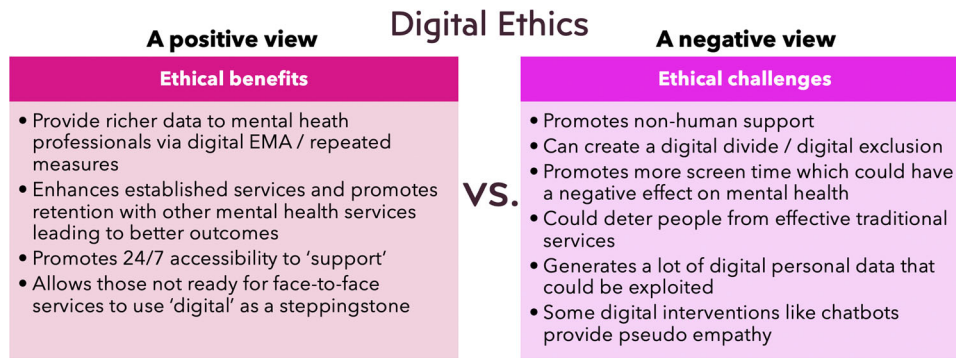 Digital Ethics
A positive view
Ethical benefits
• Provide richer data to mental heath
professionals via digital EMA / repeated
measures
• Enhances established services and promotes
retention with other mental health services
leading to better outcomes
• Promotes 24/7 accessibility to ‘support’
• Allows those not ready for face-to-face
services to use ‘digital’ as a steppingstone
VS.
A negative view
Ethical challenges
• Promotes non-human support
• Can create a digital divide / digital exclusion
• Promotes more screen time which could have
a negative effect on mental health
• Could deter people from effective traditional
services
• Generates a lot of digital personal data that
could be exploited
• Some digital interventions like chatbots
provide pseudo empathy